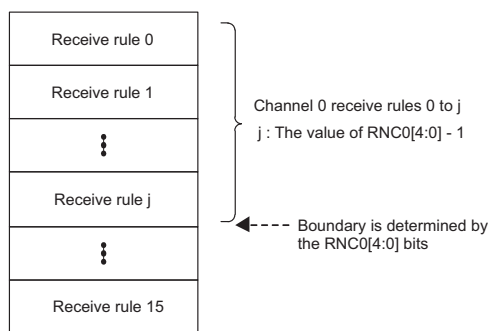 Receive rule 0
Receive rule 1
Receive rule j
Receive rule 15
Channel 0 receive rules 0 to j
j : The value of RNC0[4:0] - 1
Boundary is determined by
the RNC0[4:0] bits